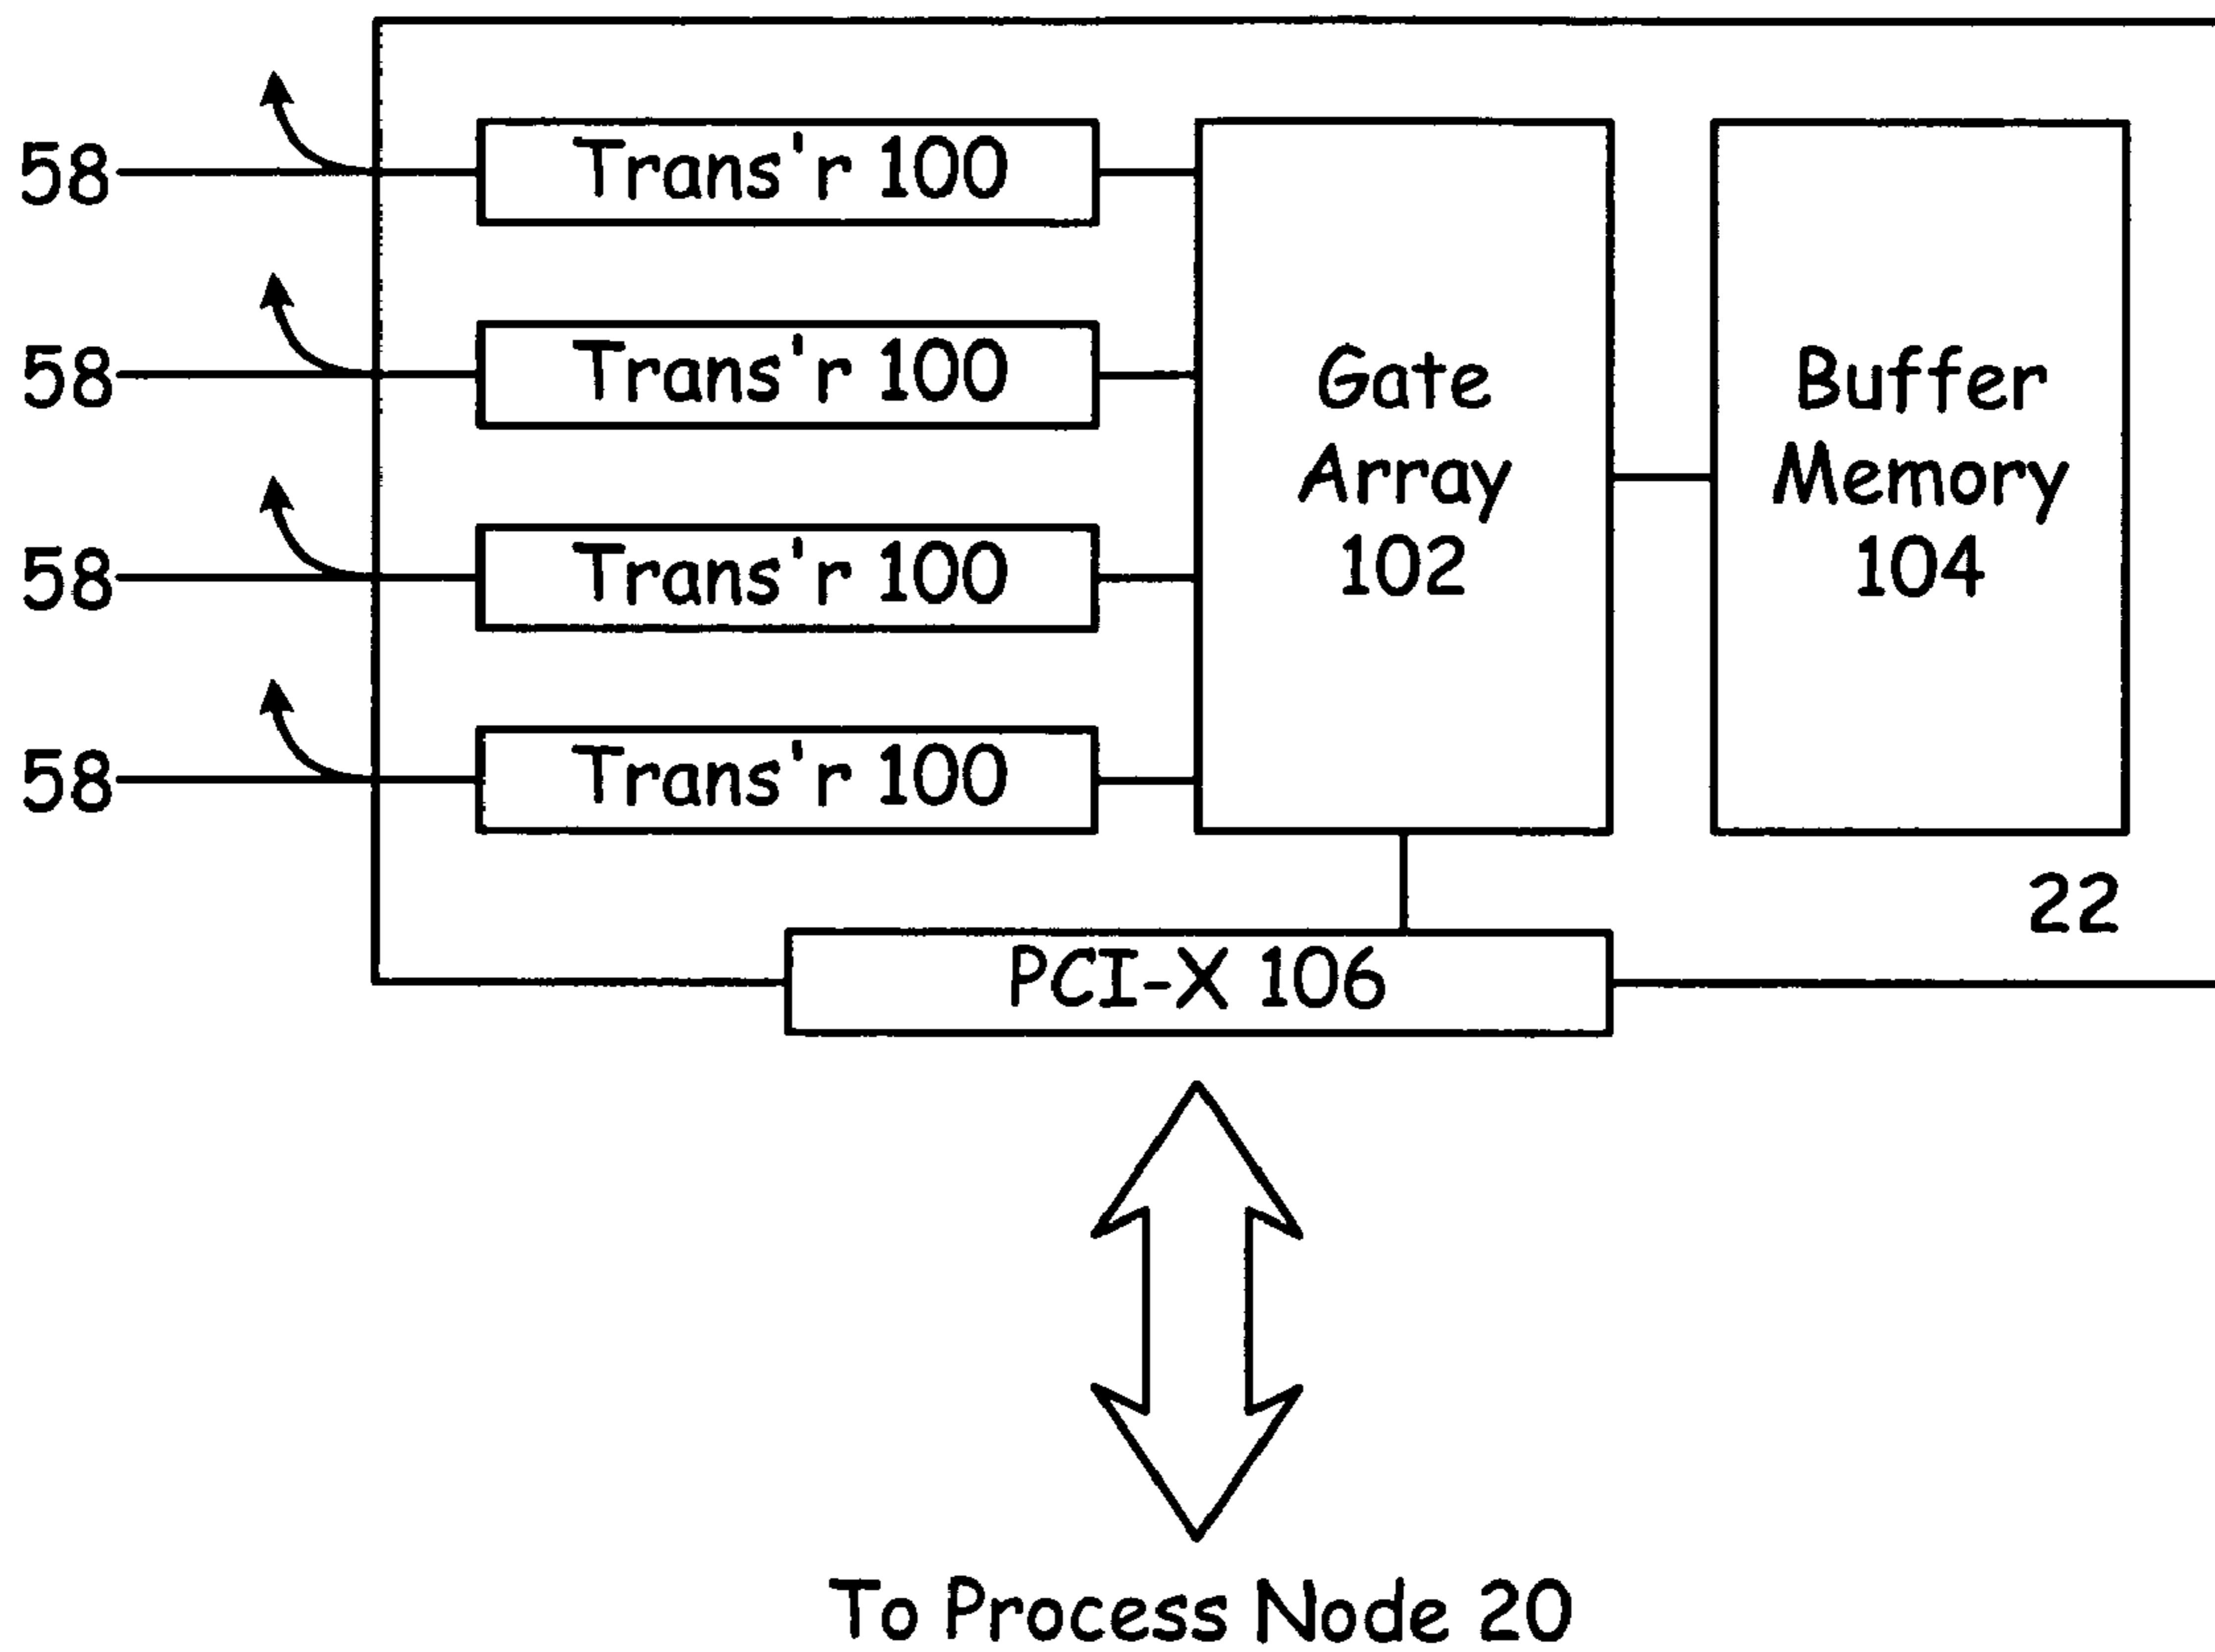 58
Trans'r 100
58
Trans'r 100
58
Trans'r 100
58
Trans'r 100
Gate
Array
102
Buffer
Memory
104
22
PCI-X 106
To Process Node 20